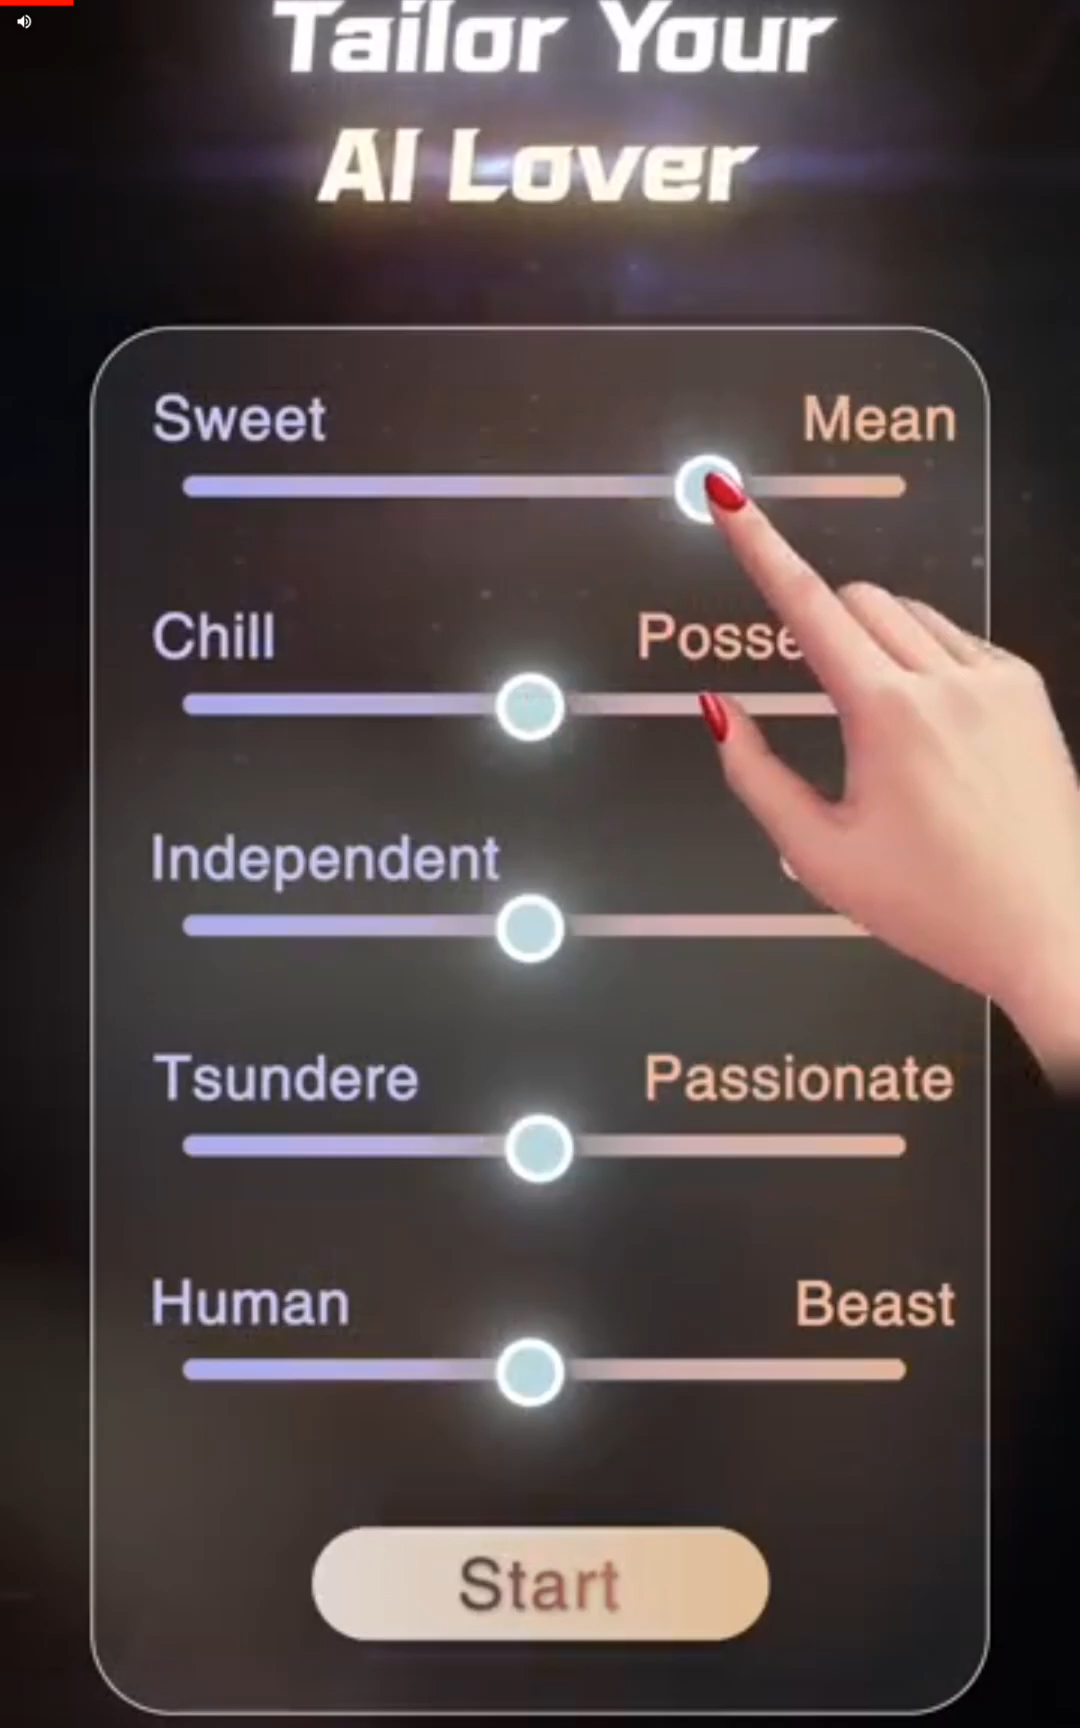 Tailor Your
AI Lover
Sweet
Mean
Chill
Independent
Tsundere
Passionate
Human
Beast
Start